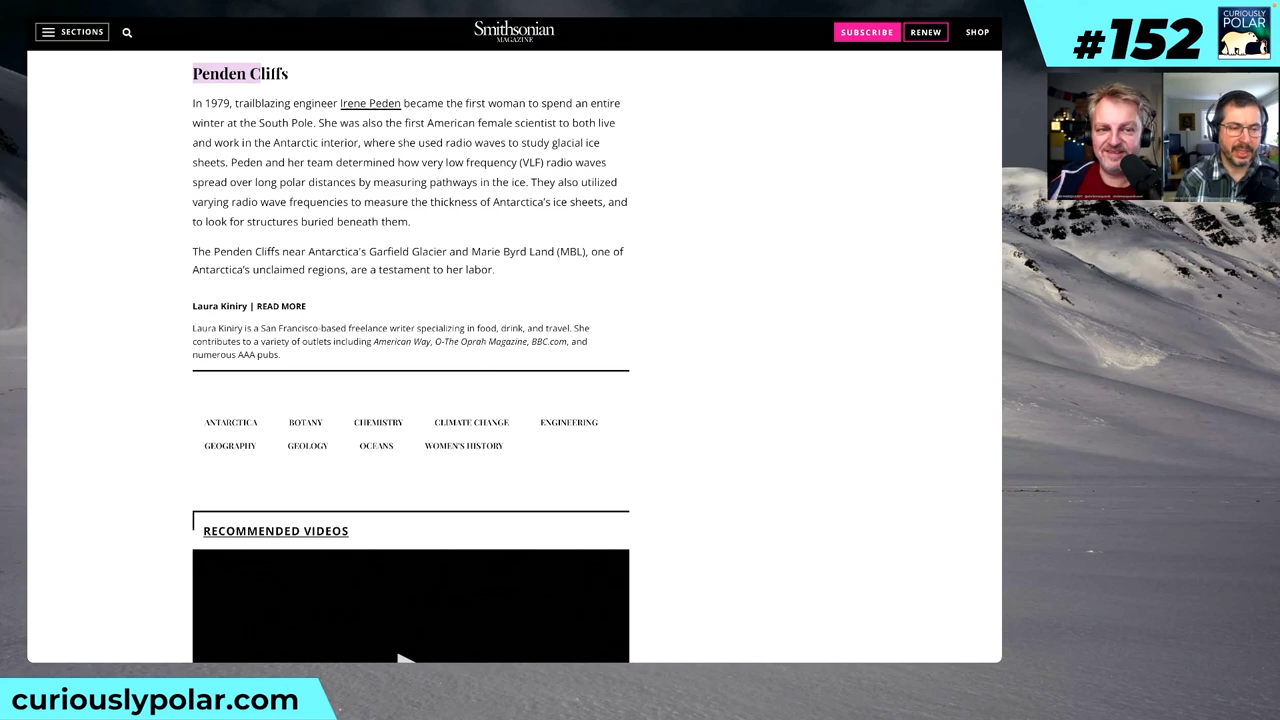 SECTIONS
Smithsonian
MAGAZINE
SUBSCRIBE
RENEW
SHOP
#152
CURIOUSLY
POLAR
Penden Cliffs
In 1979, trailblazing engineer Irene Peden became the first woman to spend an entire
winter at the South Pole. She was also the first American female scientist to both live
and work in the Antarctic interior, where she used radio waves to study glacial ice
sheets. Peden and her team determined how very low frequency (VLF) radio waves
spread over long polar distances by measuring pathways in the ice. They also utilized
varying radio wave frequencies to measure the thickness of Antarctica's ice sheets, and
to look for structures buried beneath them.
The Penden Cliffs near Antarctica's Garfield Glacier and Marie Byrd Land (MBL), one of
Antarctica's unclaimed regions, are a testament to her labor.
Laura Kiniry | READ MORE
Laura Kiniry is a San Francisco-based freelance writer specializing in food, drink, and travel. She
contributes to a variety of outlets including American Way, O-The Oprah Magazine, BBC.com, and
numerous AAA pubs.
ANTARCTICA BOTANY CHEMISTRY CLIMATE CHANGE ENGINEERING
GEOGRAPHY GEOLOGY OCEANS WOMEN'S HISTORY
RECOMMENDED VIDEOS
curiouslypolar.com